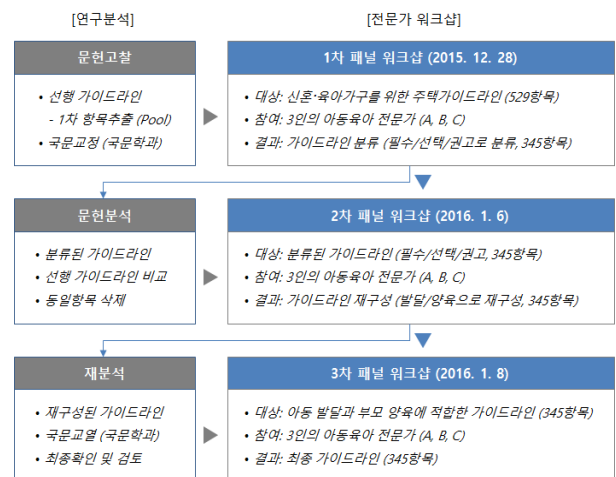 [연구분석]
[전문가 워크샵]
문헌고찰
• 선행 가이드라인
- 1차 항목추출 (Pool)
• 국문교정 (국문학과)
1차 패널 워크샵 (2015. 12. 28)
• 대상: 신혼·육아가구를 위한 주택가이드라인 (529항목)
• 참여: 3인의 아동육아 전문가 (A, B, C)
• 결과: 가이드라인 분류 (필수/선택/권고로 분류, 345항목)
문헌분석
• 분류된 가이드라인
• 선행 가이드라인 비교
• 동일항목 삭제
2차 패널 워크샵 (2016. 1. 6)
• 대상: 분류된 가이드라인 (필수/선택/권고, 345항목)
• 참여: 3인의 아동육아 전문가 (A, B, C)
• 결과: 가이드라인 재구성 (발달/양육으로 재구성, 345항목)
재분석
• 재구성된 가이드라인
• 국문교열 (국문학과)
• 최종확인 및 검토
3차 패널 워크샵 (2016. 1. 8)
• 대상: 아동 발달과 부모 양육에 적합한 가이드라인 (345항목)
• 참여: 3인의 아동육아 전문가 (A, B, C)
• 결과: 최종 가이드라인 (345항목)